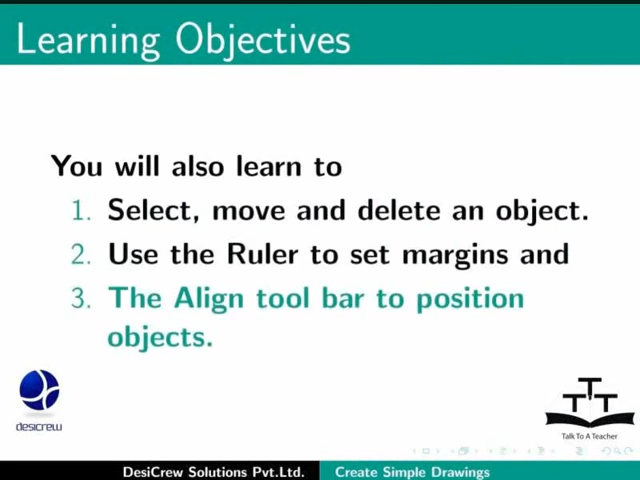 Learning Objectives
You will also learn to
1. Select, move and delete an object.
2. Use the Ruler to set margins and
3. The Align tool bar to position
objects.
desicrew
TTT
Talk To A Teacher
DesiCrew Solutions Pvt.Ltd.
Create Simple Drawings